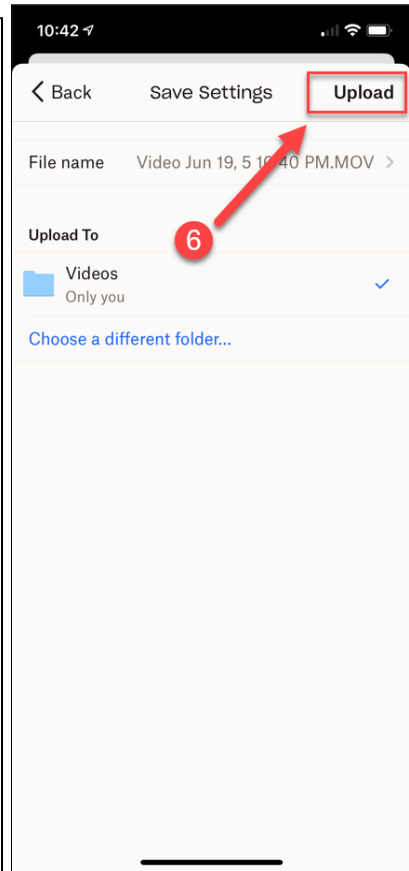 10:42
Back Save Settings Upload
File name Video Jun 19, 5 10 40 PM.MOV
Upload To
6
Videos
Only you
Choose a different folder...